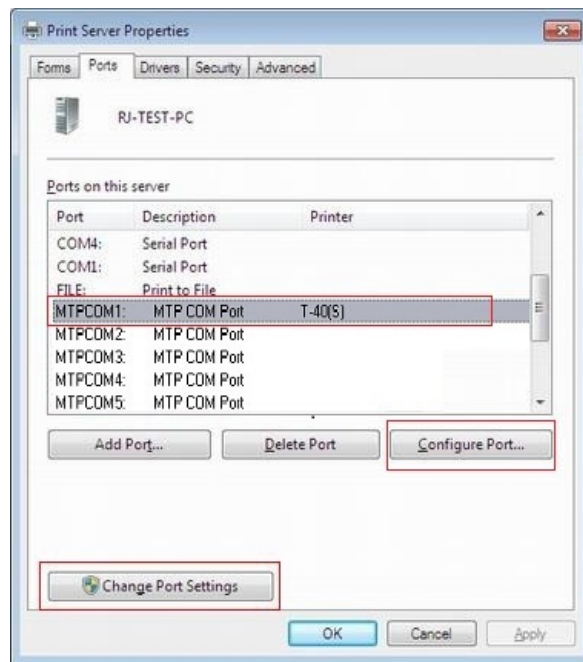 Print Server Properties
Forms Ports Drivers Security Advanced
RJ-TEST-PC
Ports on this server
Port Description Printer
COM4: Serial Port
COM1: Serial Port
FILE: Print to File
MTPCOM1: MTP COM Port T-40(S)
MTPCOM2: MTP COM Port
MTPCOM3: MTP COM Port
MTPCOM4: MTP COM Port
MTPCOM5: MTP COM Port
Add Port... Delete Port Configure Port...
Change Port Settings
OK Cancel Apply